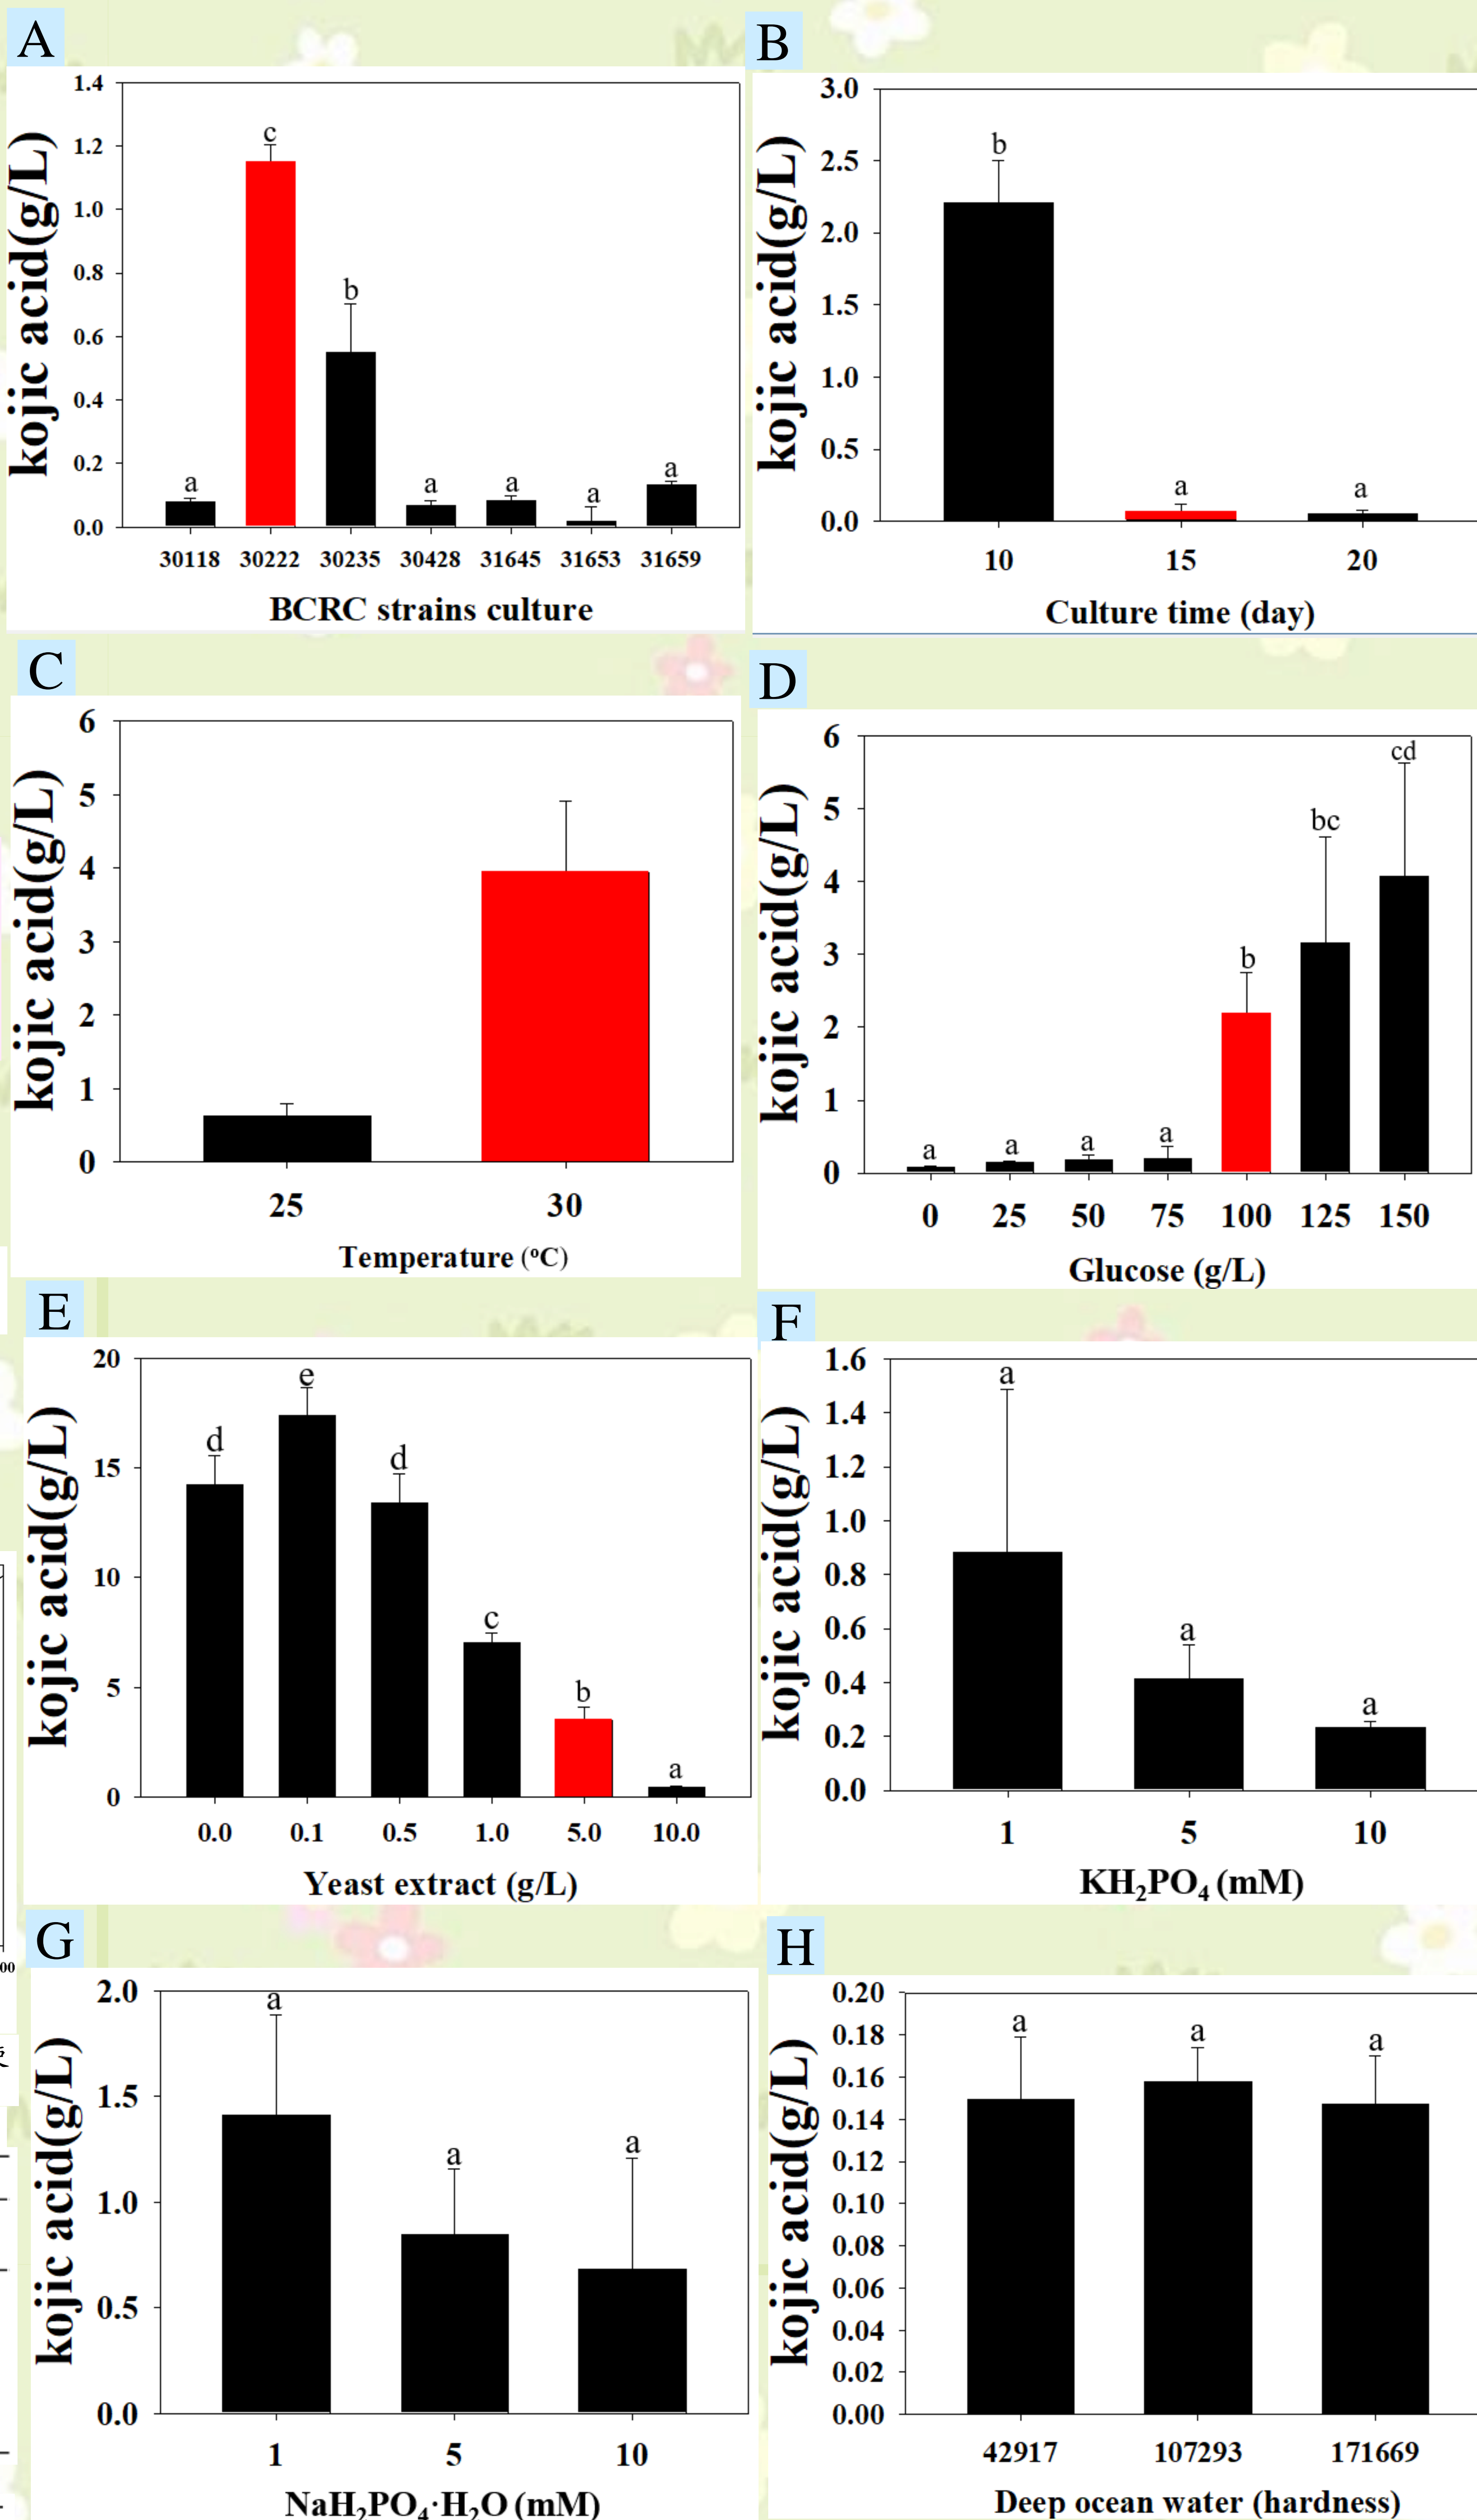 A
kojic acid(g/L)
1.4
1.2
1.0
0.8
0.6
0.4
0.2
0.0
c
b
a a a a a
30118 30222 30235 30428 31645 31653 31659
BCRC strains culture
B
kojic acid(g/L)
3.0
2.5
2.0
1.5
1.0
0.5
0.0
b
a a
10 15 20
Culture time (day)
C
kojic acid(g/L)
6
5
4
3
2
1
0
25 30
Temperature (ºC)
D
kojic acid(g/L)
6
5
4
3
2
1
0
cd
bc
b
a a a a
0 25 50 75 100 125 150
Glucose (g/L)
E
kojic acid(g/L)
20
15
10
5
0
d e d c b a
0.0 0.1 0.5 1.0 5.0 10.0
Yeast extract (g/L)
F
kojic acid(g/L)
1.6
1.4
1.2
1.0
0.8
0.6
0.4
0.2
0.0
a a a
1 5 10
KH₂PO₄ (mM)
00
G
kojic acid(g/L)
2.0
1.5
1.0
0.5
0.0
a a a
1 5 10
NaH₂PO₄·H₂O (mM)
H
kojic acid(g/L)
0.20
0.18
0.16
0.14
0.12
0.10
0.08
0.06
0.04
0.02
0.00
a a a
42917 107293 171669
Deep ocean water (hardness)